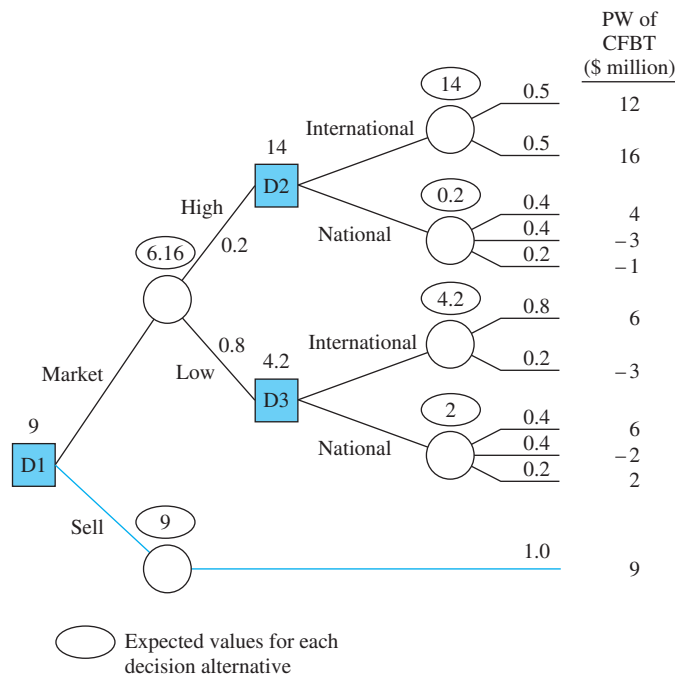 PW of
CFBT
($ million)
14
0.5
12
International
0.5
16
14
D2
0.2
High
0.2
0.4
4
National
0.4
−3
0.2
−1
6.16
4.2
0.8
6
0.8
International
Low
4.2
0.2
−3
Market
D3
2
0.4
6
9
National
0.4
−2
0.2
2
D1
Sell
9
1.0
9
Expected values for each
decision alternative